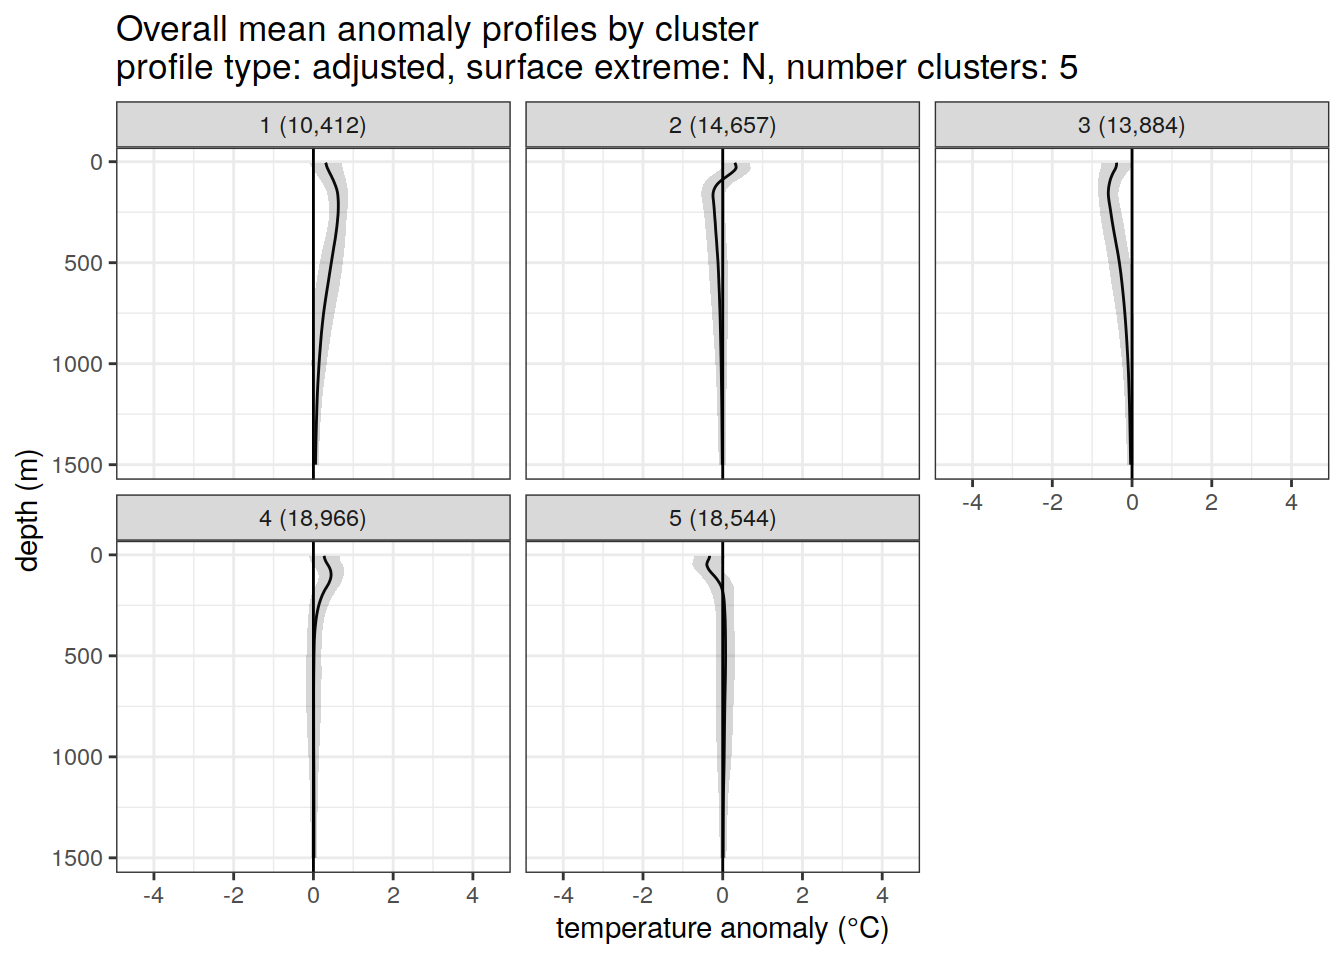 Overall mean anomaly profiles by cluster
profile type: adjusted, surface extreme: N, number clusters: 5
1 (10,412)
2 (14,657)
3 (13,884)
0
500
1000
1500
-4 -2 0 2 4
4 (18,966)
5 (18,544)
0
500
1000
1500
-4 -2 0 2 4
-4 -2 0 2 4
depth (m)
temperature anomaly (°C)